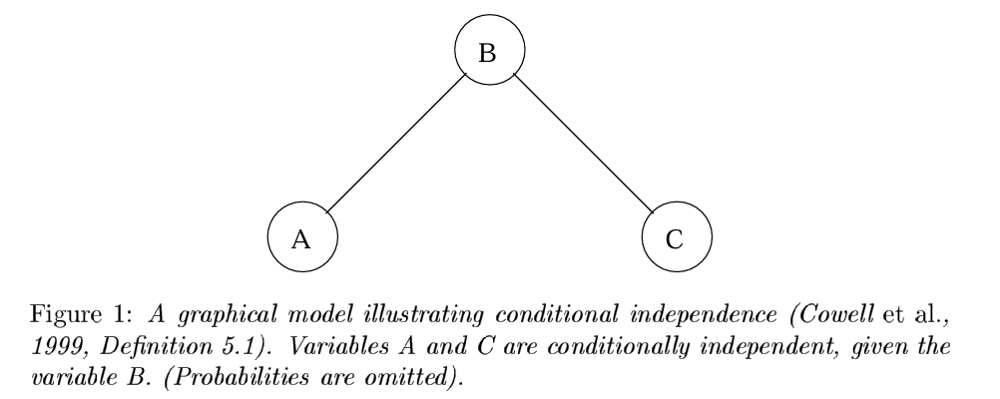 B
A
C
Figure 1: A graphical model illustrating conditional independence (Cowell et al.,
1999, Definition 5.1). Variables A and C are conditionally independent, given the
variable B. (Probabilities are omitted).